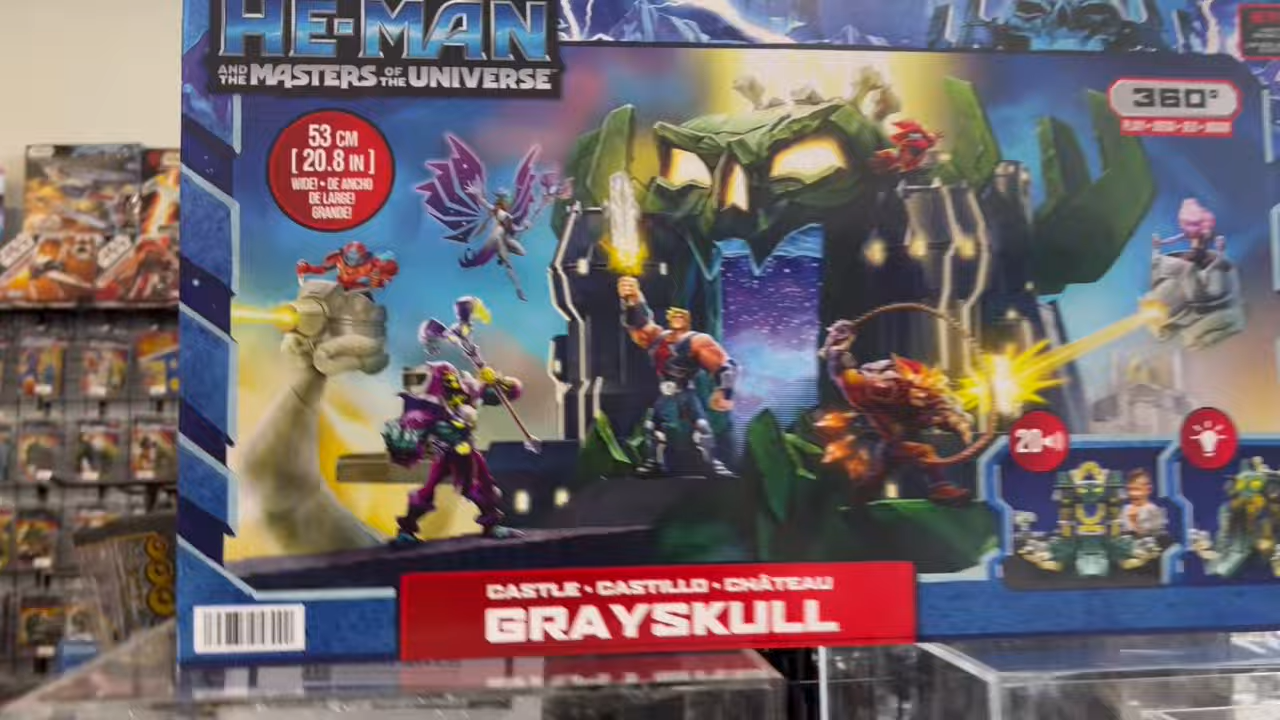 HE-MAN
AND THE MASTERS OF THE UNIVERSE
360°
53 CM
[ 20.8 IN ]
WIDE! • DE ANCHO
DE LARGE!
GRANDE!
20
CASTLE • CASTILLO • CHÂTEAU
GRAYSKULL